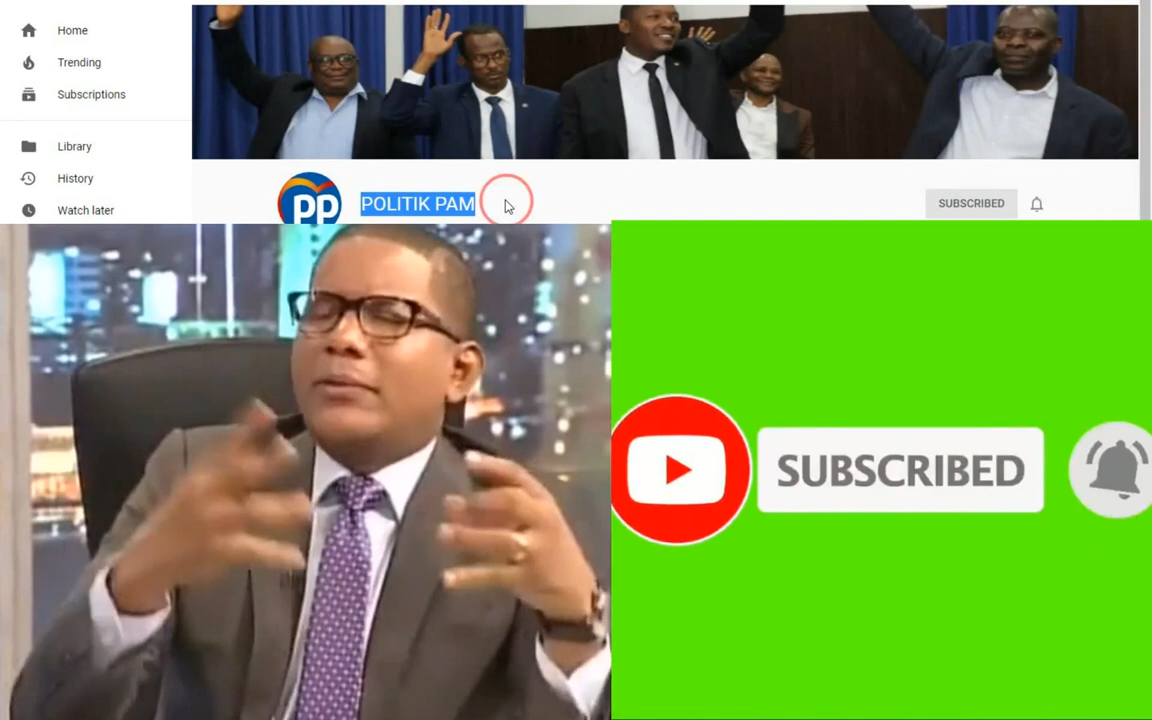 Home
Trending
Subscriptions
Library
History
Watch later
pp
POLITIK PAM
SUBSCRIBED
SUBSCRIBED